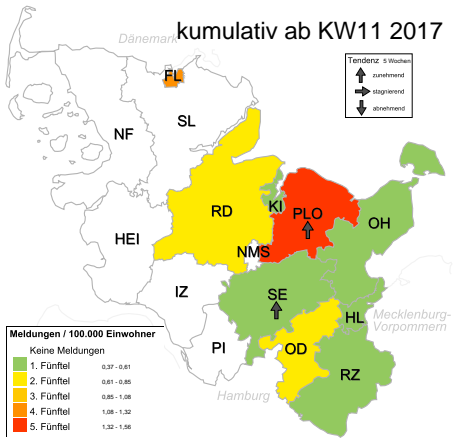 kumulativ ab KW11 2017
Dänemark
Tendenz 5 Wochen
zunehmend
stagnierend
abnehmend
FL
SL
NF
RD
KI
PLO
OH
HEI
NMS
IZ
SE
HL
Mecklenburg-
Vorpommern
PI
OD
RZ
Hamburg
Meldungen / 100.000 Einwohner
Keine Meldungen
1. Fünftel 0,37 - 0,61
2. Fünftel 0,61 - 0,85
3. Fünftel 0,85 - 1,08
4. Fünftel 1,08 - 1,32
5. Fünftel 1,32 - 1,56